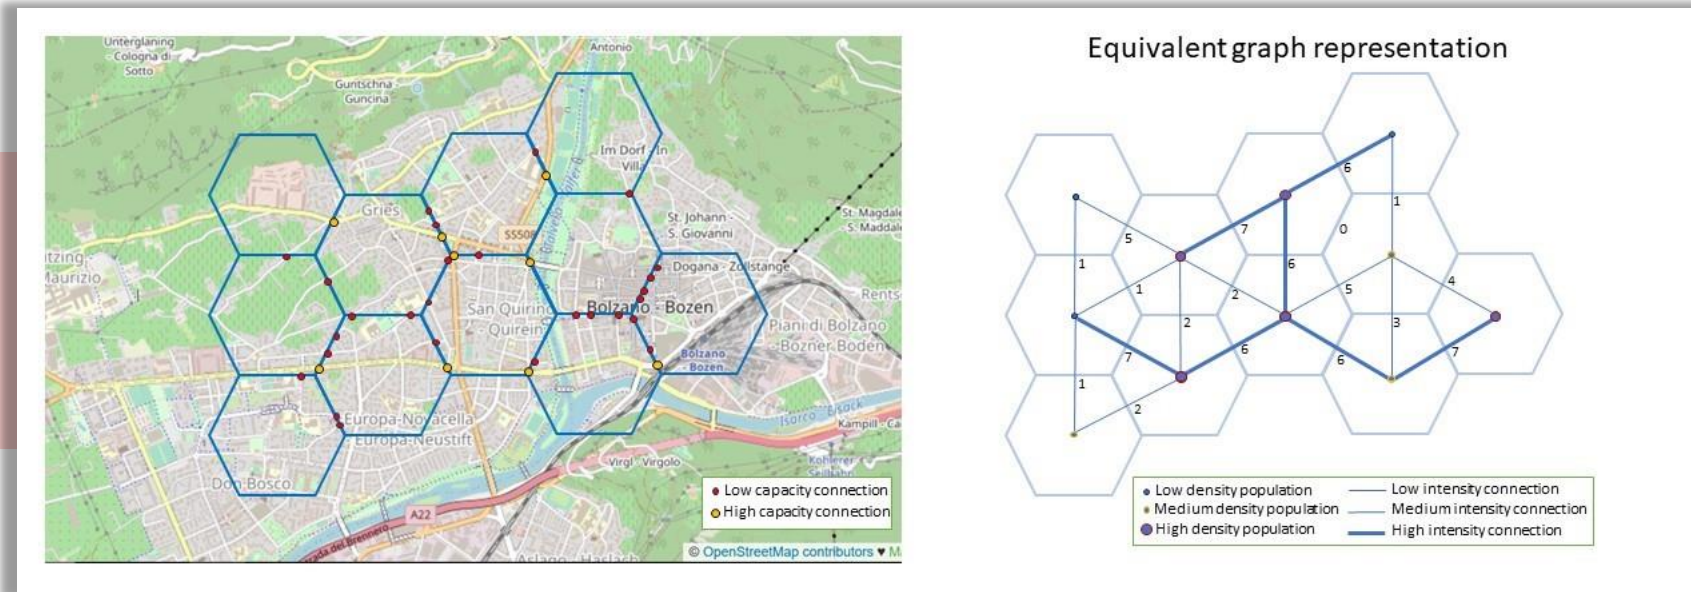 Equivalent graph representation
Unterglaning
- Cologna di
Sotto
Antonio
Guntschna -
Guncina
Im Dorf - In
Villa
Gries
St. Johann -
S. Giovanni
St. Magdale
- S. Maddale
SS508
Talfer
itzing
Maurizio
Dogana - Zollstange
Rents
San Quirino
- Quirein
Bolzano - Bozen
Piani di Bolzano
- Bozner Boden
Bolzano
- Bozen
Europa-Novacella
- Europa-Neustift
Isarco Eisack
Kampill - Ca
Virgl - Virgolo
Kohlerer
Seilbahn
Don Bosco
A22
rada del Brennero
Aslago - Haslach
Low capacity connection
High capacity connection
© OpenStreetMap contributors ♥ M
6
1
5
7
0
1
6
4
1
2
5
2
3
7
6
6
7
1
2
Low density population
Medium density population
High density population
Low intensity connection
Medium intensity connection
High intensity connection